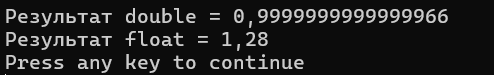 Результат double = 0,9999999999999966
Результат float = 1,28
Press any key to continue